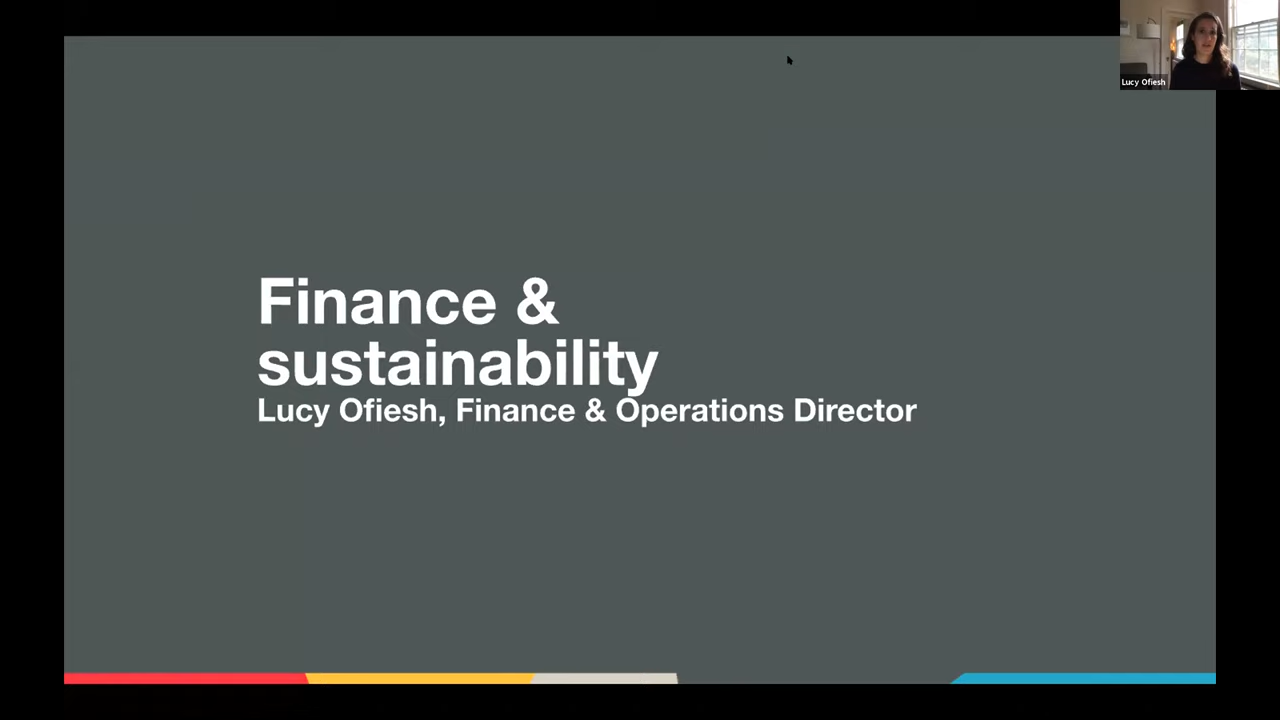 Finance &
sustainability
Lucy Ofiesh, Finance & Operations Director
Lucy Ofiesh